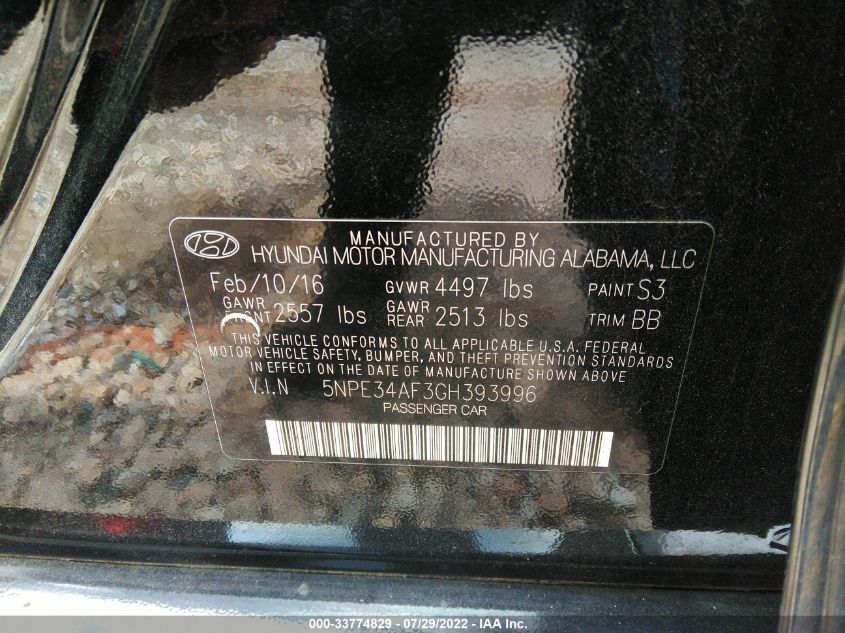 MANUFACTURED BY
HYUNDAI MOTOR MANUFACTURING ALABAMA, LLC
Feb/10/16 GVWR 4497 lbs PAINT S3
GAWR FRONT 2557 lbs GAWR REAR 2513 lbs TRIM BB
THIS VEHICLE CONFORMS TO ALL APPLICABLE U.S.A. FEDERAL
MOTOR VEHICLE SAFETY, BUMPER, AND THEFT PREVENTION STANDARDS
IN EFFECT ON THE DATE OF MANUFACTURE SHOWN ABOVE
V.I.N 5NPE34AF3GH393996
PASSENGER CAR
000-33774829 - 07/29/2022 - IAA Inc.